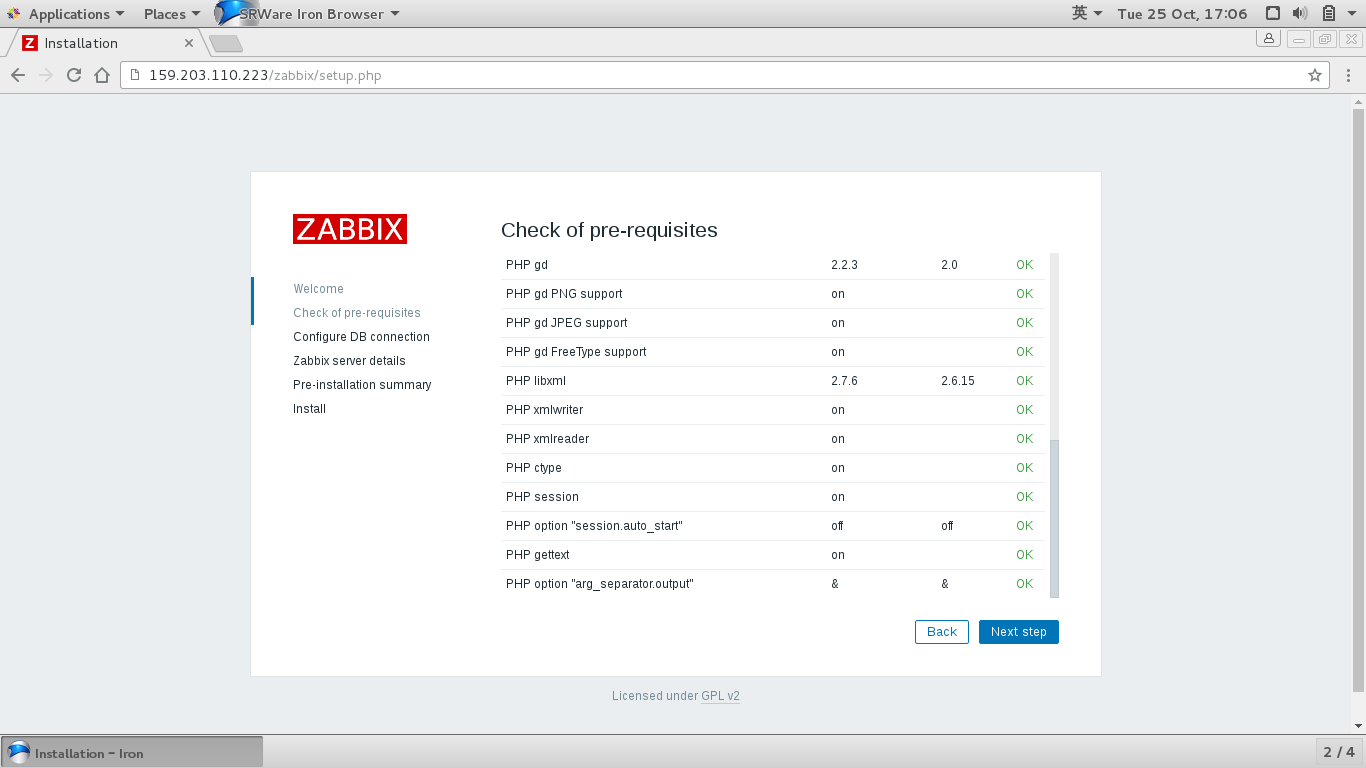 Applications Places SRWare Iron Browser 英 Tue 25 Oct, 17:06
Z Installation
159.203.110.223/zabbix/setup.php
ZABBIX
Welcome
Check of pre-requisites
Configure DB connection
Zabbix server details
Pre-installation summary
Install
Check of pre-requisites
PHP gd 2.2.3 2.0 OK
PHP gd PNG support on OK
PHP gd JPEG support on OK
PHP gd FreeType support on OK
PHP libxml 2.7.6 2.6.15 OK
PHP xmlwriter on OK
PHP xmlreader on OK
PHP ctype on OK
PHP session on OK
PHP option "session.auto_start" off off OK
PHP gettext on OK
PHP option "arg_separator.output" & & OK
Back Next step
Licensed under GPL v2
Installation - Iron 2 / 4